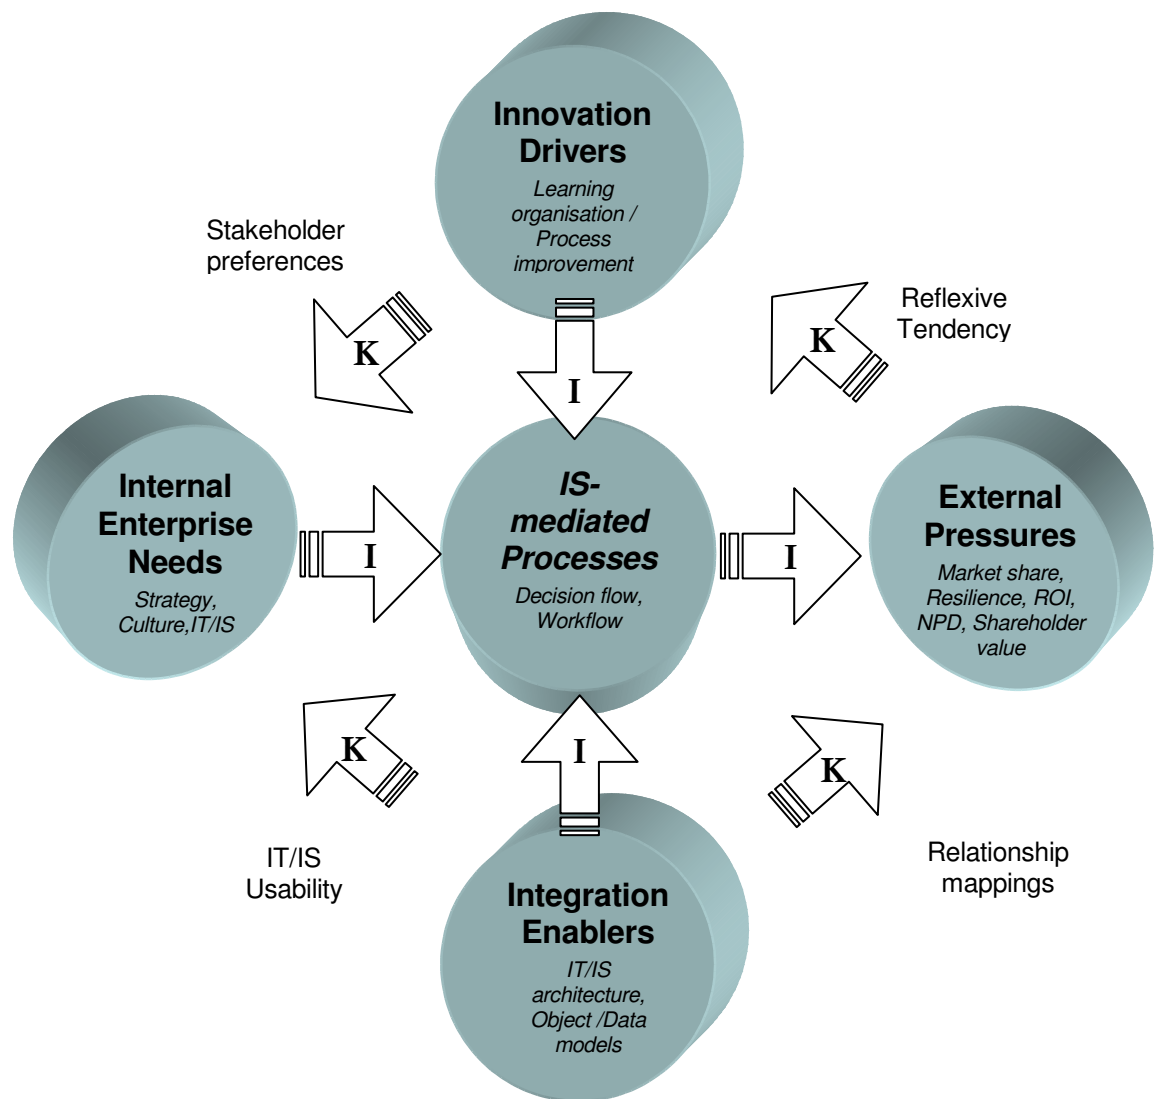 Innovation
Drivers
Learning
organisation /
Process
improvement
Stakeholder
preferences
K
I
K
Reflexive
Tendency
Internal
Enterprise
Needs
Strategy,
Culture,IT/IS
I
IS-
mediated
Processes
Decision flow,
Workflow
I
External
Pressures
Market share,
Resilience, ROI,
NPD, Shareholder
value
K
I
K
IT/IS
Usability
Relationship
mappings
Integration
Enablers
IT/IS
architecture,
Object /Data
models